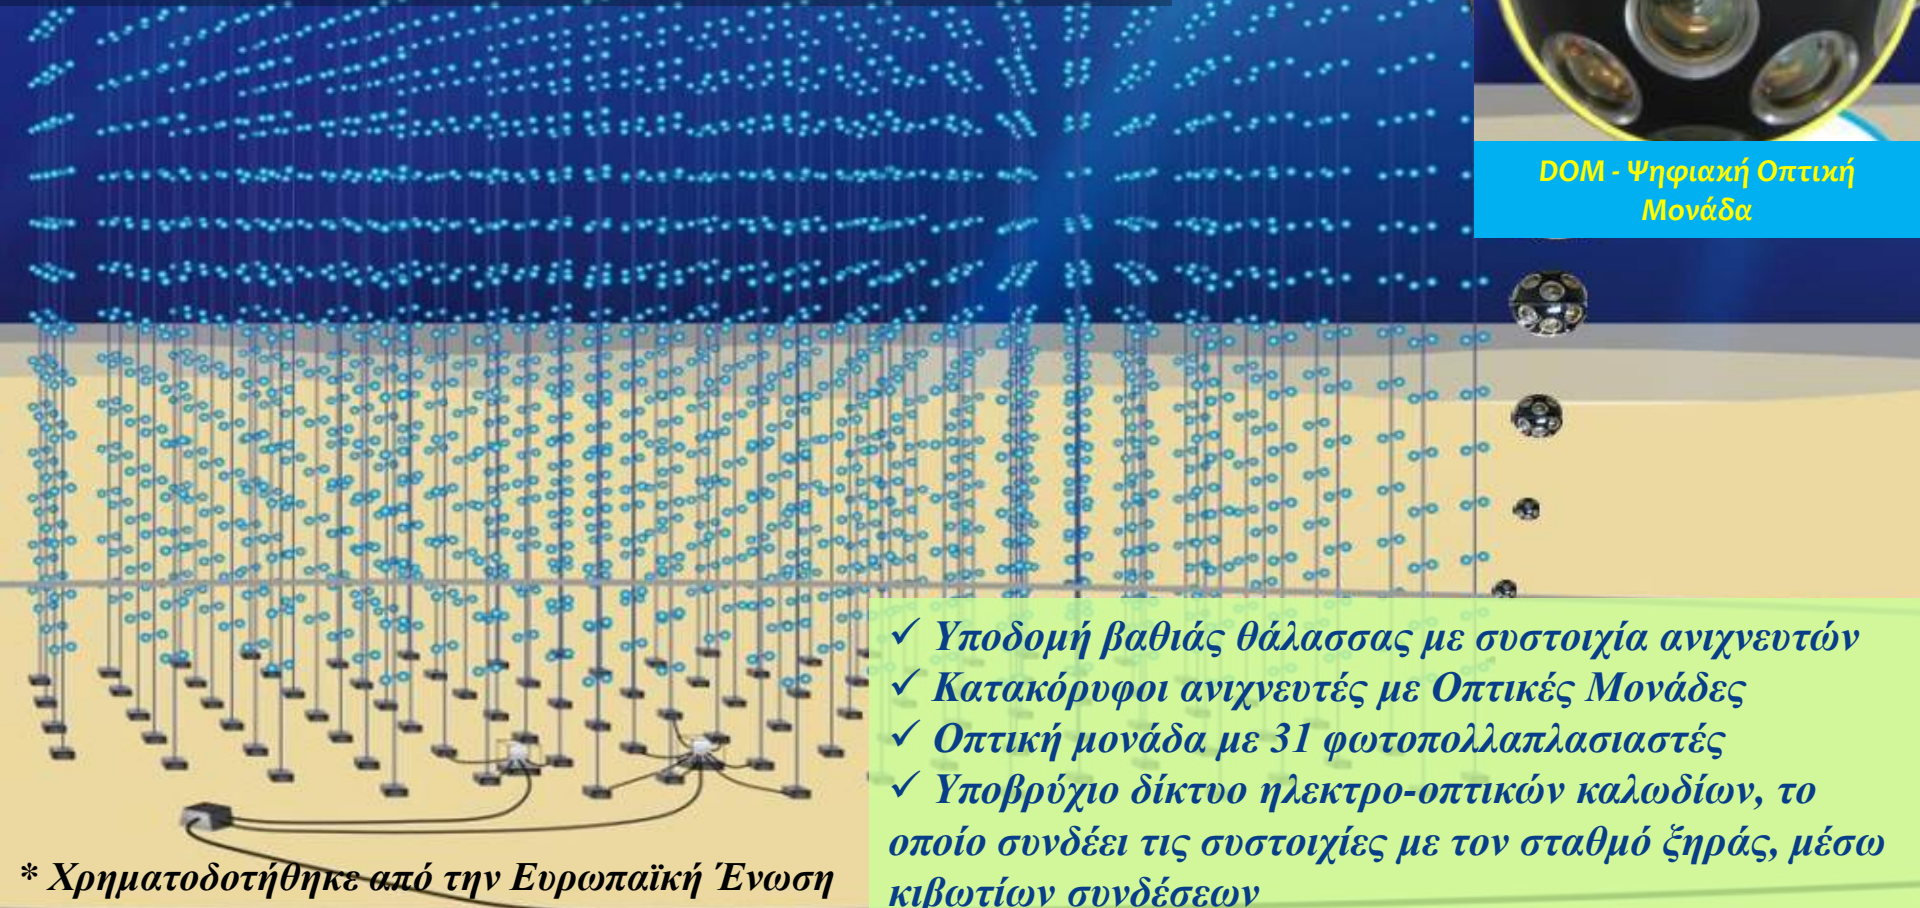 DOM - Ψηφιακή Οπτική
Μονάδα
✓ Υποδομή βαθιάς θάλασσας με συστοιχία ανιχνευτών
✓ Κατακόρυφοι ανιχνευτές με Οπτικές Μονάδες
✓ Οπτική μονάδα με 31 φωτοπολλαπλασιαστές
✓ Υποβρύχιο δίκτυο ηλεκτρο-οπτικών καλωδίων, το
οποίο συνδέει τις συστοιχίες με τον σταθμό ξηράς, μέσω
κιβωτίων συνδέσεων
* Χρηματοδοτήθηκε από την Ευρωπαϊκή Ένωση